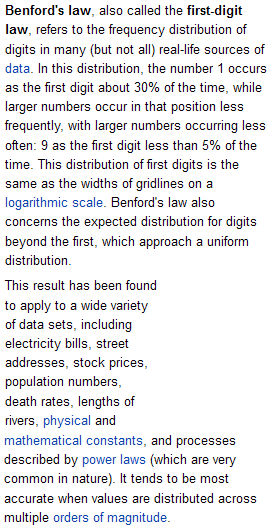 Benford's law, also called the first-digit
law, refers to the frequency distribution of
digits in many (but not all) real-life sources of
data. In this distribution, the number 1 occurs
as the first digit about 30% of the time, while
larger numbers occur in that position less
frequently, with larger numbers occurring less
often: 9 as the first digit less than 5% of the
time. This distribution of first digits is the
same as the widths of gridlines on a
logarithmic scale. Benford's law also
concerns the expected distribution for digits
beyond the first, which approach a uniform
distribution.
This result has been found
to apply to a wide variety
of data sets, including
electricity bills, street
addresses, stock prices,
population numbers,
death rates, lengths of
rivers, physical and
mathematical constants, and processes
described by power laws (which are very
common in nature). It tends to be most
accurate when values are distributed across
multiple orders of magnitude.